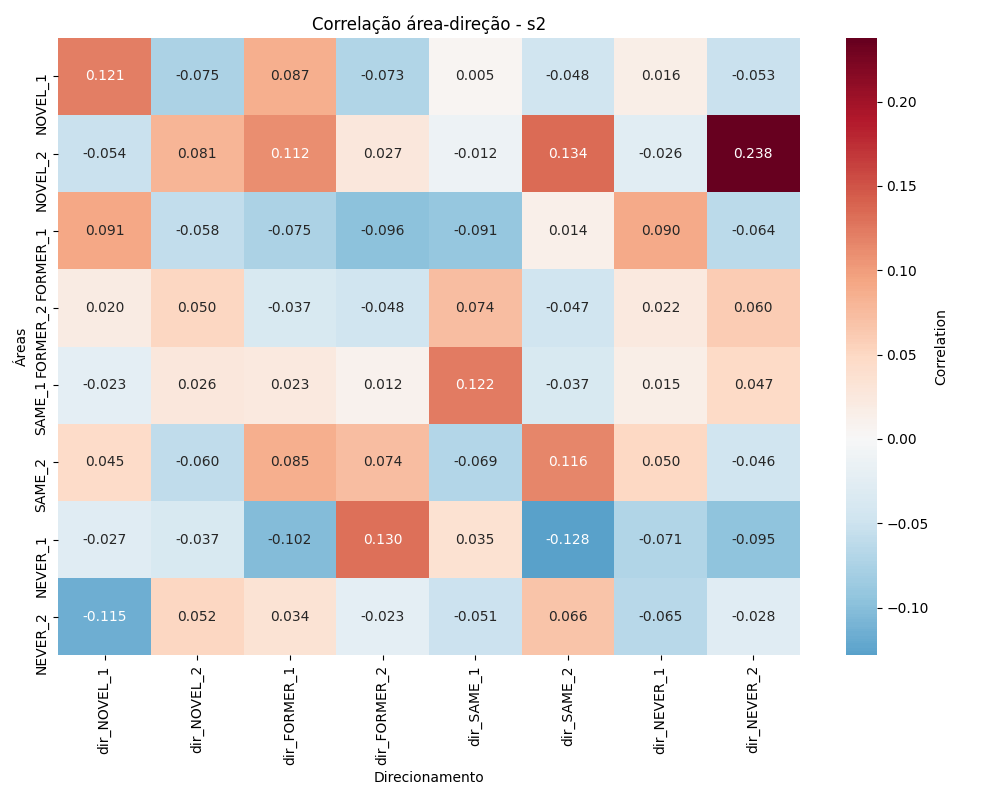 Correlação área-direção - s2
NOVEL_1 0.121 -0.075 0.087 -0.073 0.005 -0.048 0.016 -0.053
NOVEL_2 -0.054 0.081 0.112 0.027 -0.012 0.134 -0.026 0.238
FORMER_1 0.091 -0.058 -0.075 -0.096 -0.091 0.014 0.090 -0.064
FORMER_2 0.020 0.050 -0.037 -0.048 0.074 -0.047 0.022 0.060
SAME_1 -0.023 0.026 0.023 0.012 0.122 -0.037 0.015 0.047
SAME_2 0.045 -0.060 0.085 0.074 -0.069 0.116 0.050 -0.046
NEVER_1 -0.027 -0.037 -0.102 0.130 0.035 -0.128 -0.071 -0.095
NEVER_2 -0.115 0.052 0.034 -0.023 -0.051 0.066 -0.065 -0.028
Áreas
dir_NOVEL_1 dir_NOVEL_2 dir_FORMER_1 dir_FORMER_2 dir_SAME_1 dir_SAME_2 dir_NEVER_1 dir_NEVER_2
Direcionamento
0.20
0.15
0.10
0.05
0.00
−0.05
−0.10
Correlation